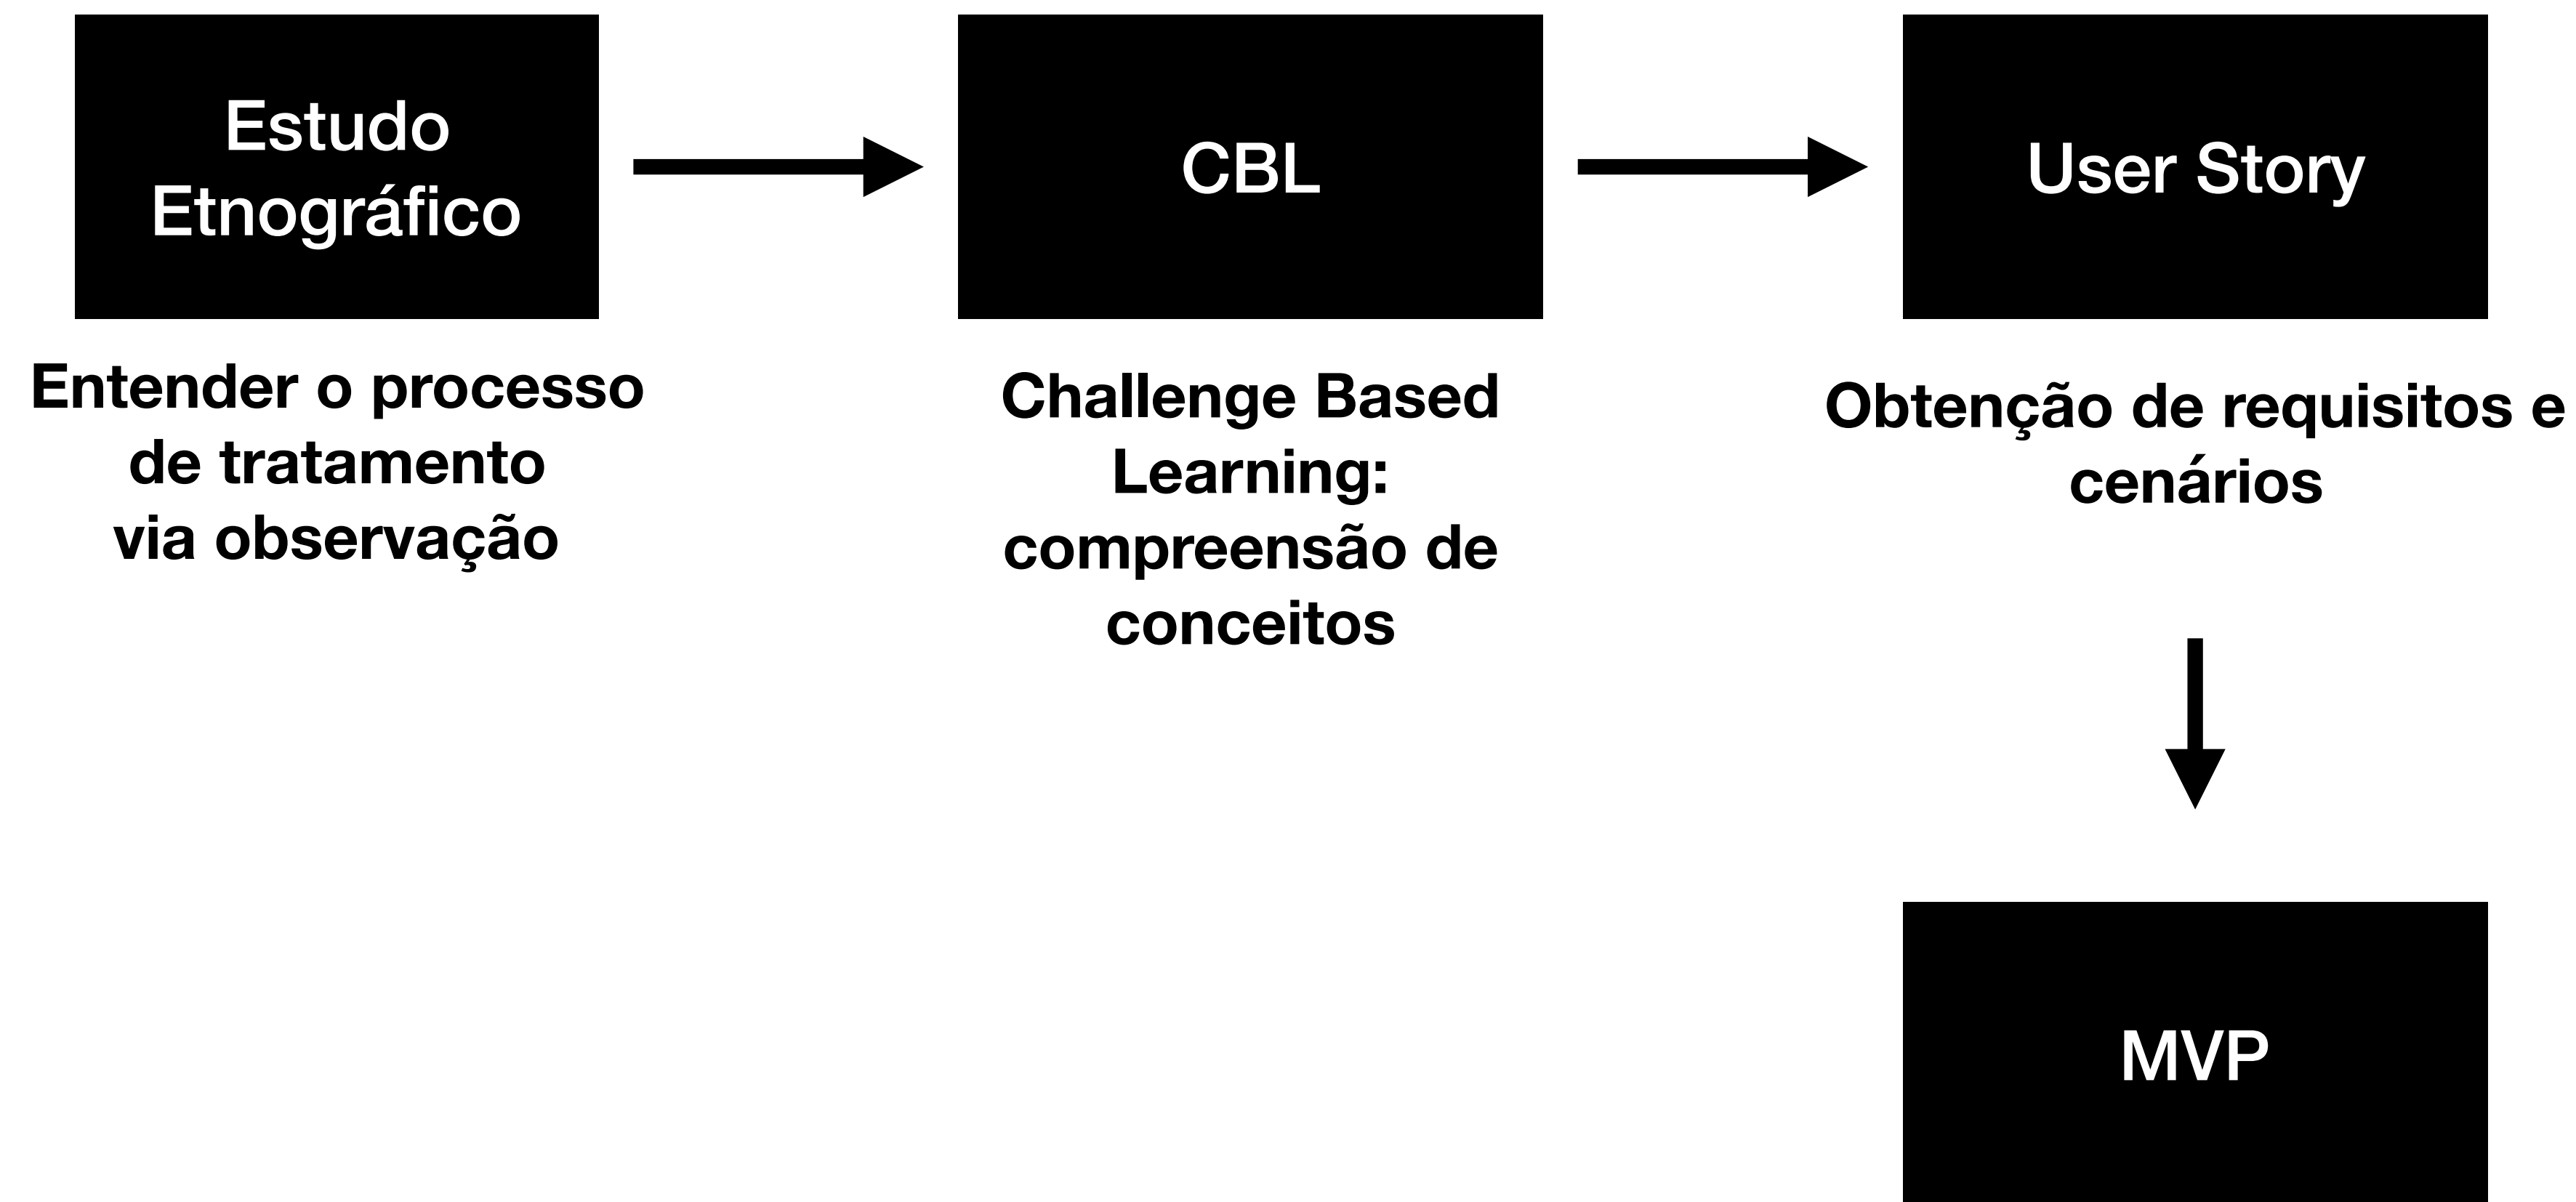 Estudo
Etnográfico
CBL
User Story
Entender o processo
de tratamento
via observação
Challenge Based
Learning:
compreensão de
conceitos
Obtenção de requisitos e
cenários
MVP